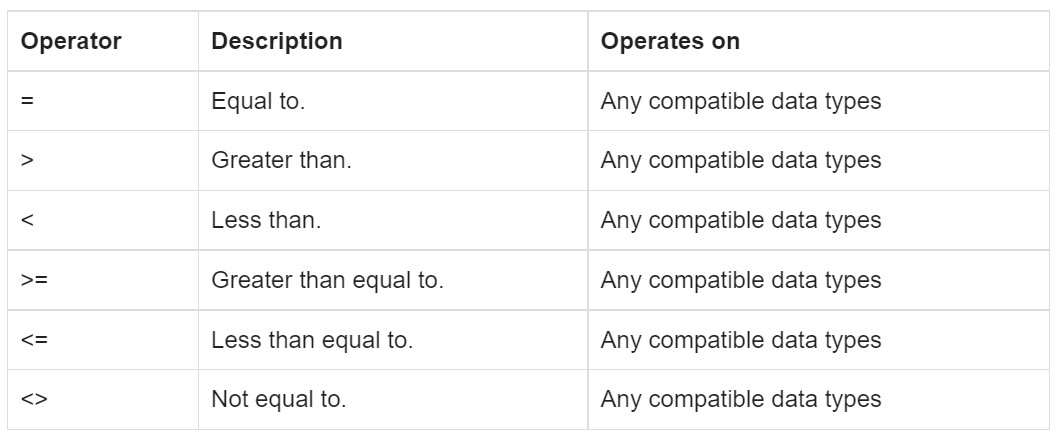 Operator Description Operates on
= Equal to. Any compatible data types
> Greater than. Any compatible data types
< Less than. Any compatible data types
>= Greater than equal to. Any compatible data types
<= Less than equal to. Any compatible data types
<> Not equal to. Any compatible data types